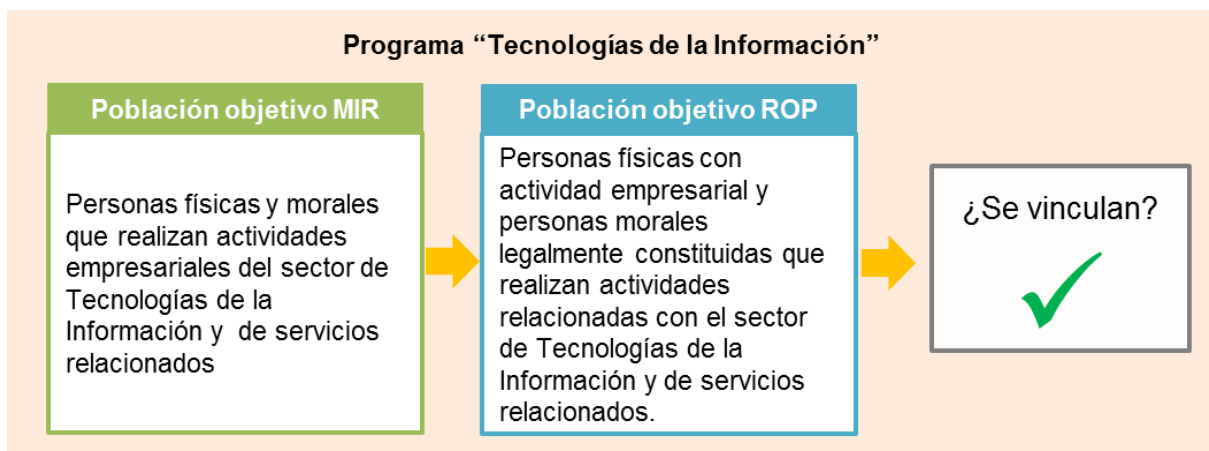 Programa “Tecnologías de la Información”
Población objetivo MIR
Personas físicas y morales
que realizan actividades
empresariales del sector de
Tecnologías de la
Información y  de servicios
relacionados
Población objetivo ROP
Personas físicas con
actividad empresarial y
personas morales
legalmente constituidas que
realizan actividades
relacionadas con el sector
de Tecnologías de la
Información y de servicios
relacionados.
¿Se vinculan?